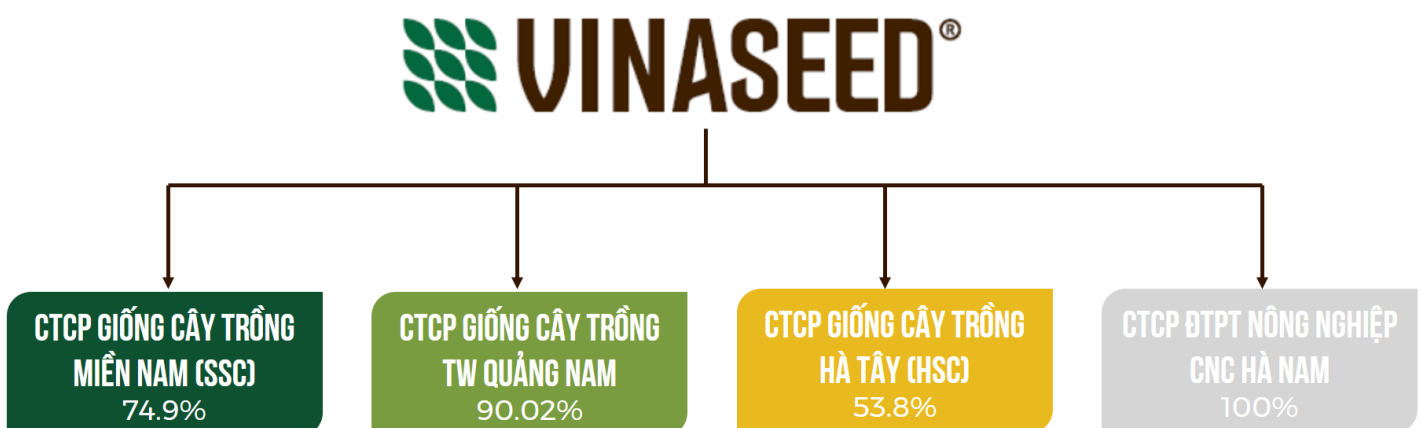 VINASEED®
CTCP GIỐNG CÂY TRỒNG
MIỀN NAM (SSC)
74.9%
CTCP GIỐNG CÂY TRỒNG
TW QUẢNG NAM
90.02%
CTCP GIỐNG CÂY TRỒNG
HÀ TÂY (HSC)
53.8%
CTCP ĐTPT NÔNG NGHIỆP
CNC HÀ NAM
100%